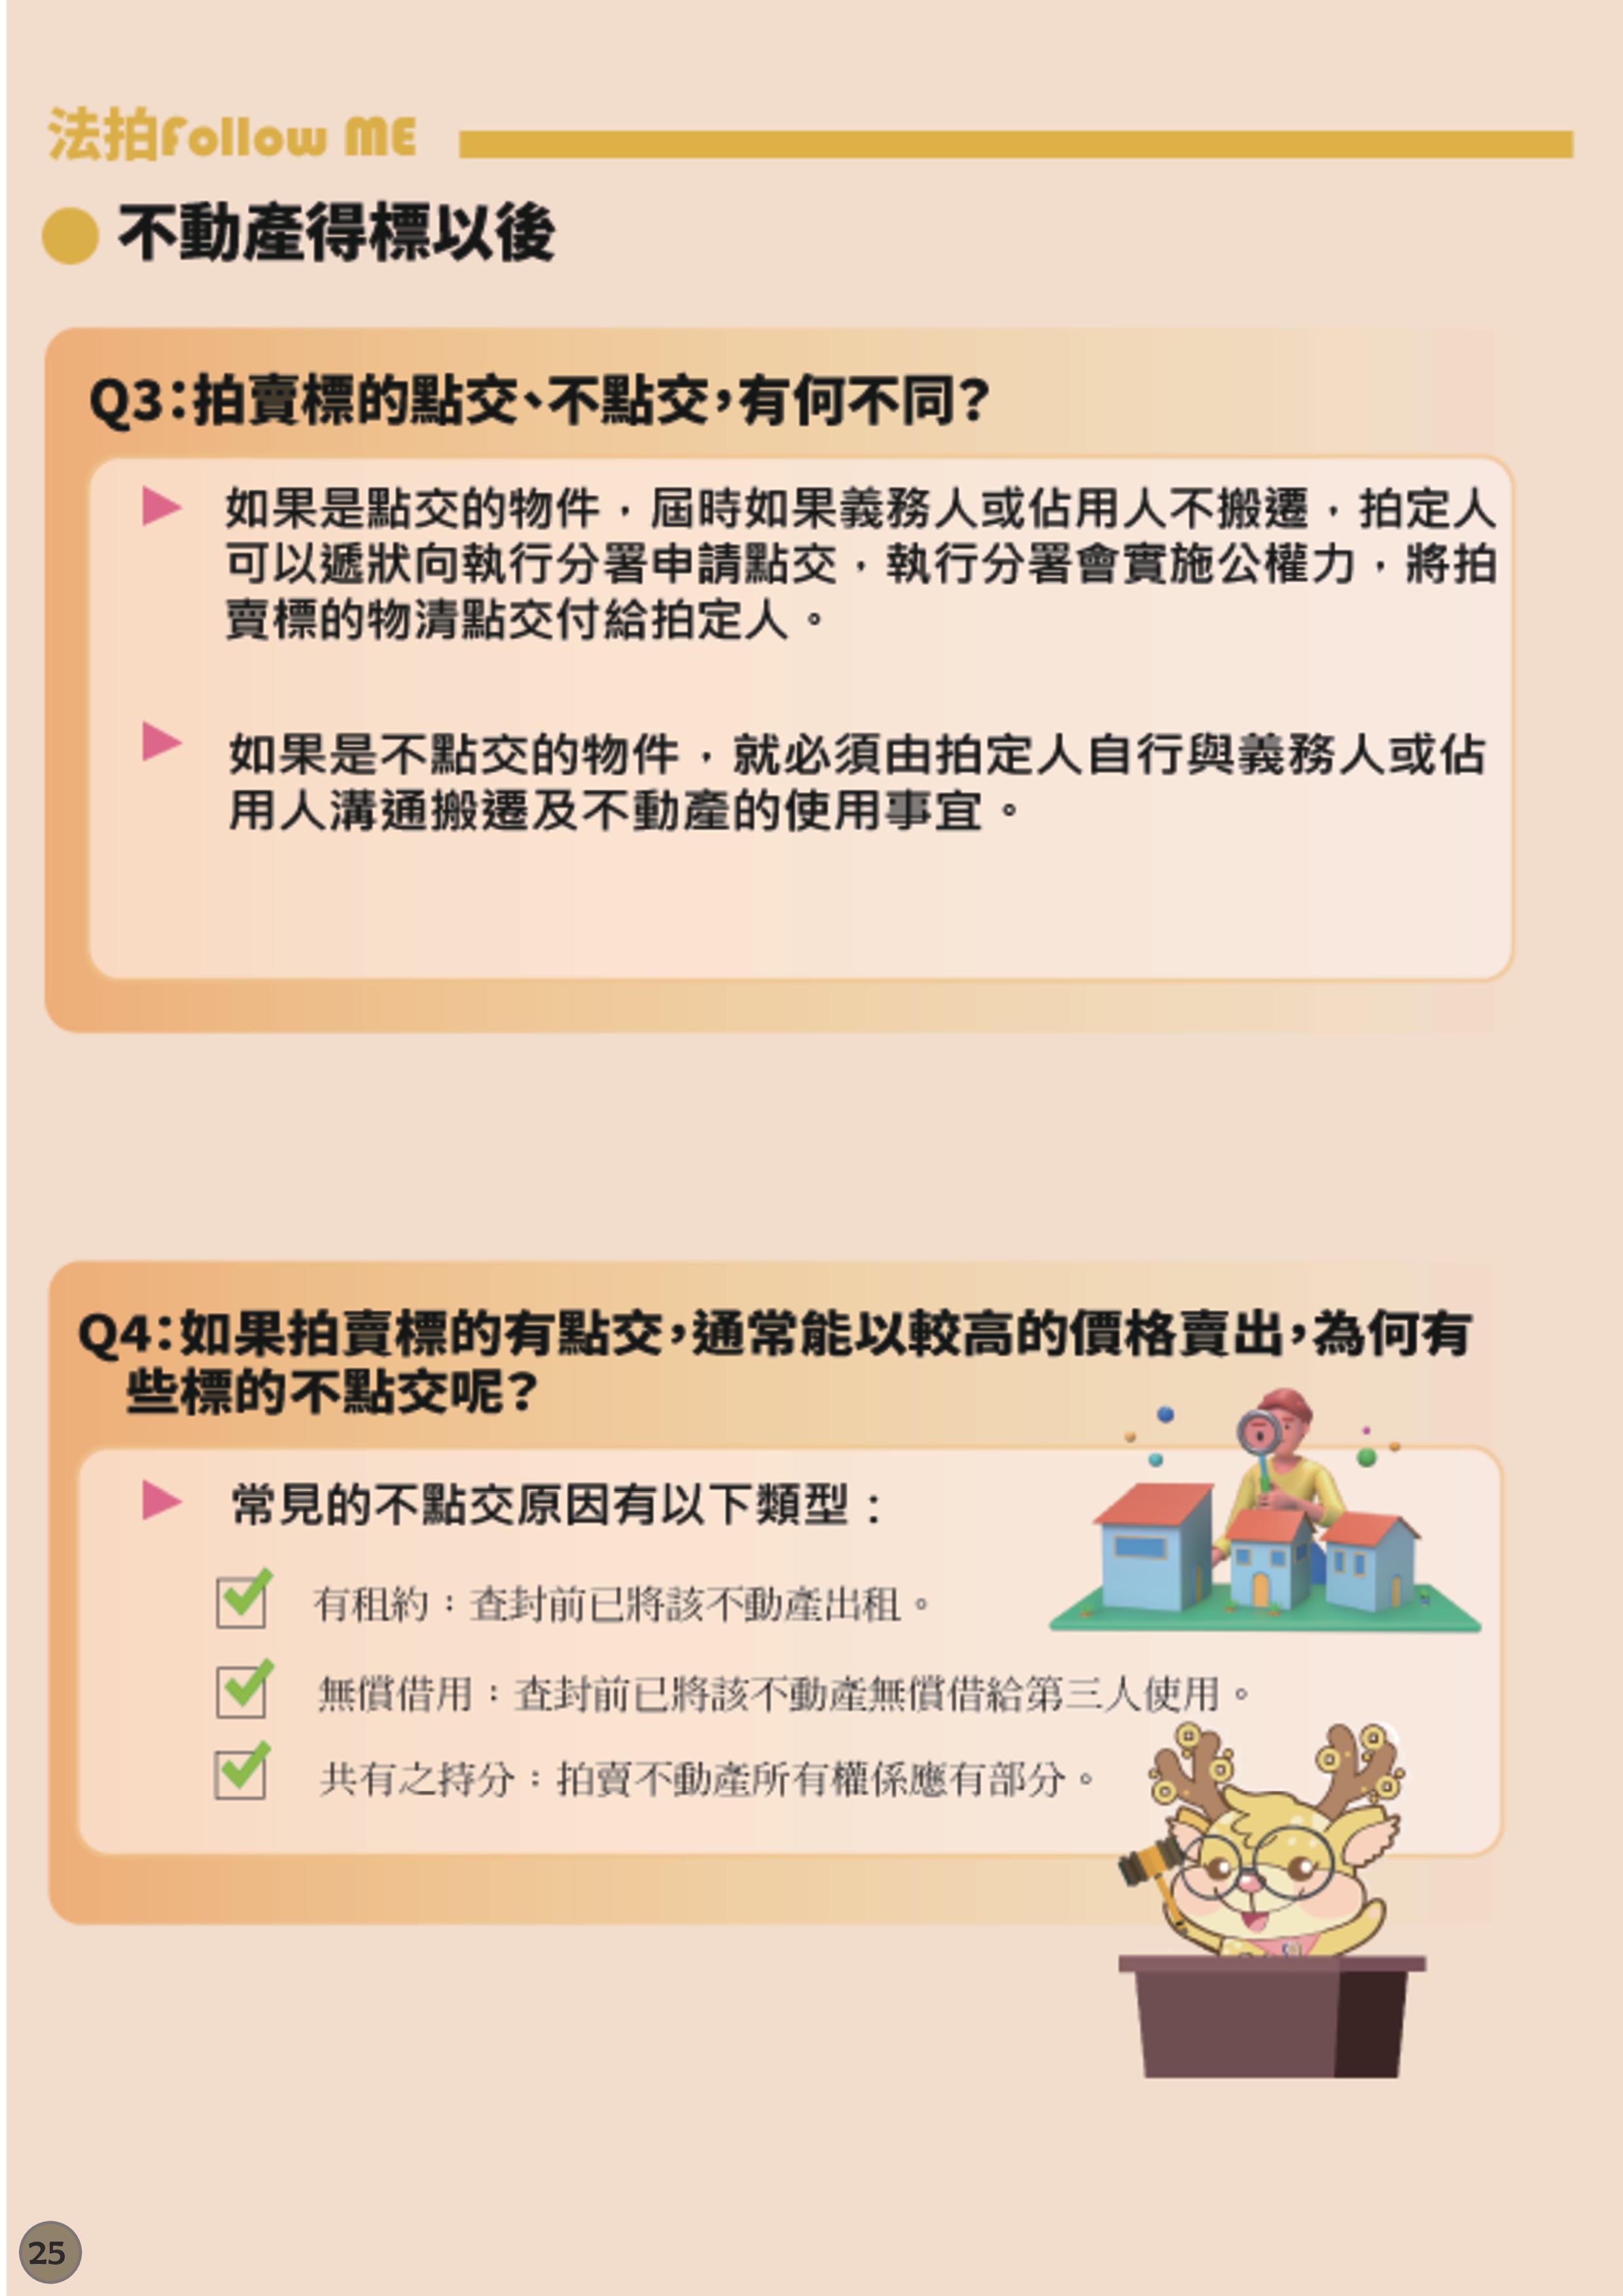 法拍Follow ME
不動產得標以後
Q3：拍賣標的點交、不點交，有何不同？
如果是點交的物件，屆時如果義務人或佔用人不搬遷，拍定人
可以遞狀向執行分署申請點交，執行分署會實施公權力，將拍
賣標的物清點交付給拍定人。
如果是不點交的物件，就必須由拍定人自行與義務人或佔
用人溝通搬遷及不動產的使用事宜。
Q4：如果拍賣標的有點交，通常能以較高的價格賣出，為何有
些標的不點交呢？
常見的不點交原因有以下類型：
有租約：查封前已將該不動產出租。
無償借用：查封前已將該不動產無償借給第三人使用。
共有之持分：拍賣不動產所有權係應有部分。
25